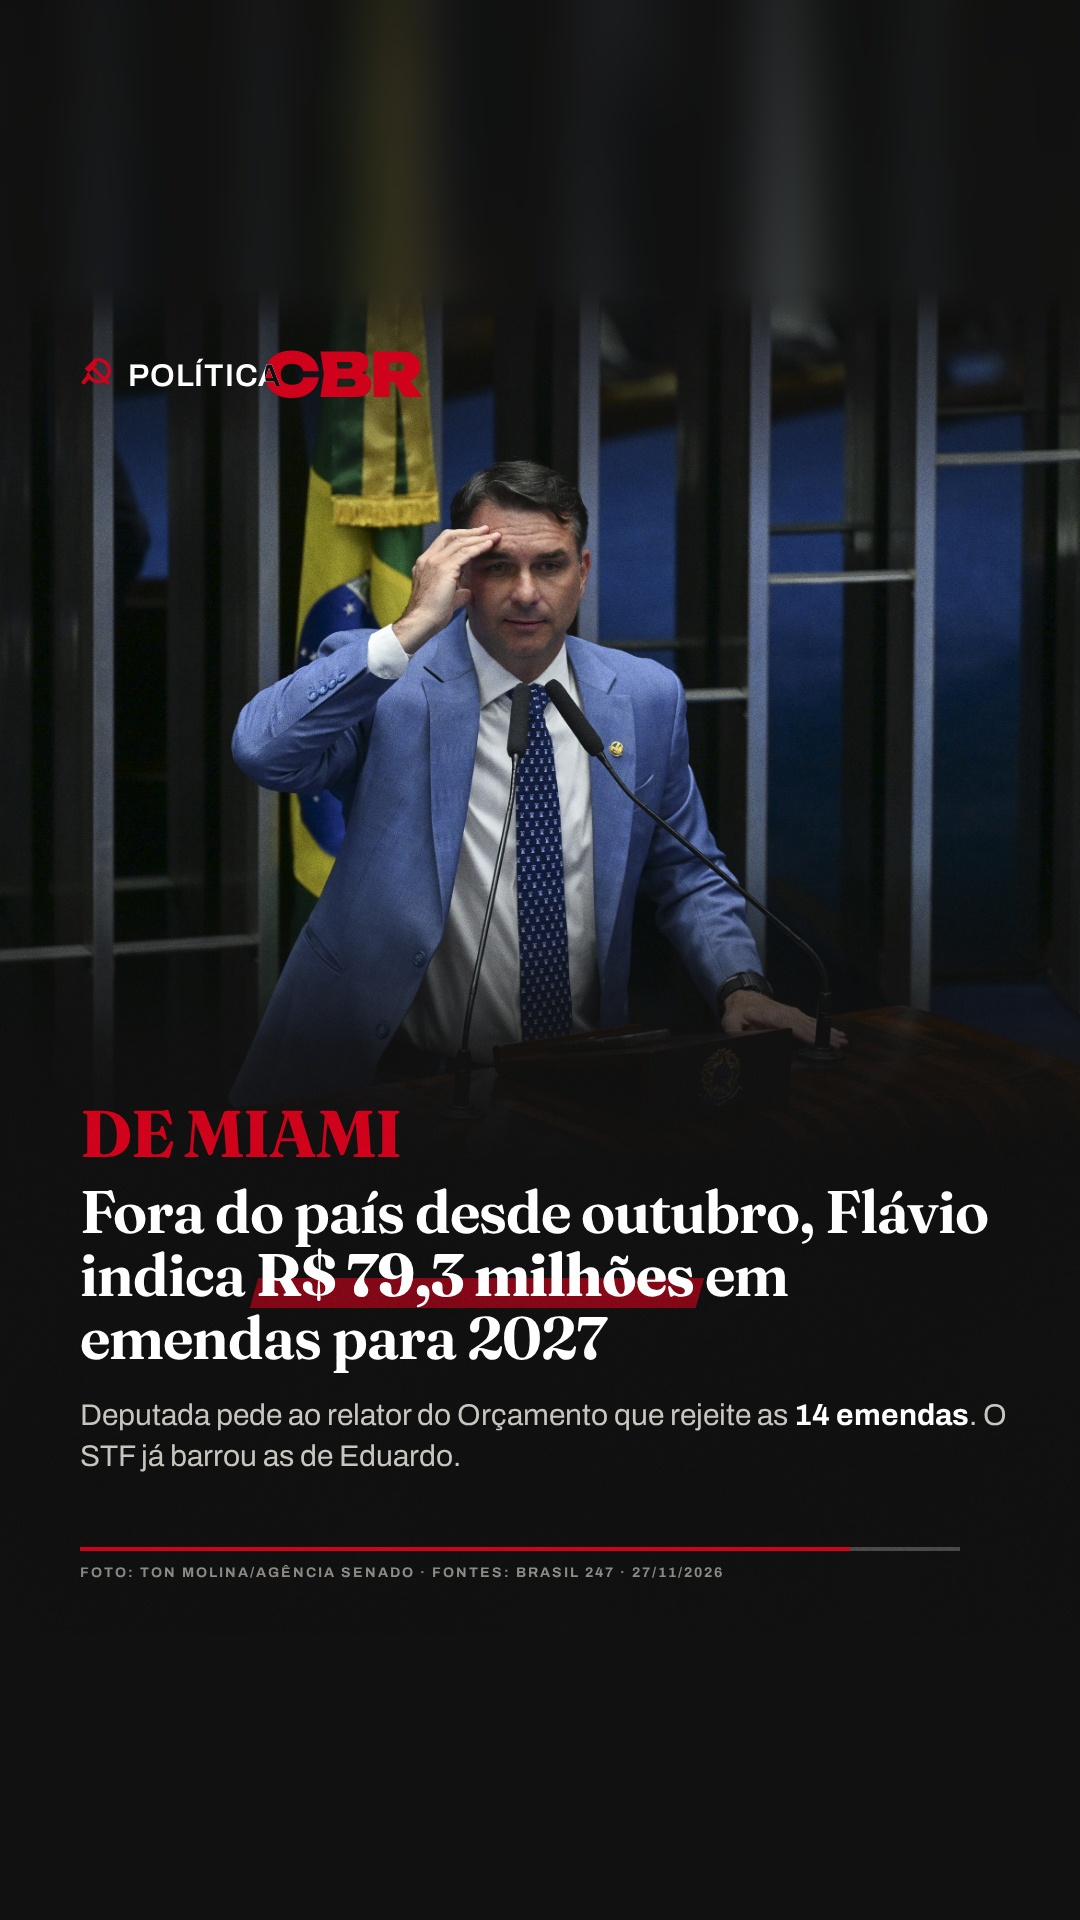 POLÍTICA CBR
DE MIAMI
Fora do país desde outubro, Flávio
indica R$ 79,3 milhões em
emendas para 2027
Deputada pede ao relator do Orçamento que rejeite as 14 emendas. O
STF já barrou as de Eduardo.
FOTO: TON MOLINA/AGÊNCIA SENADO · FONTES: BRASIL 247 · 27/11/2026